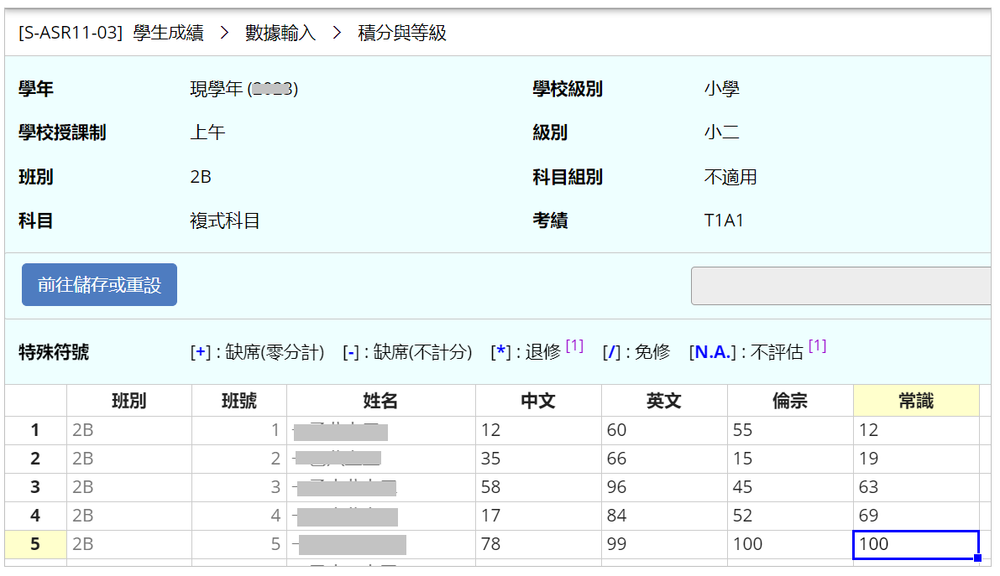 [S-ASR11-03] 學生成績 > 數據輸入 > 積分與等級
學年 現學年 ( ) 學校級別 小學
學校授課制 上午 級別 小二
班別 2B 科目組別 不適用
科目 複式科目 考績 T1A1
前往儲存或重設
特殊符號 [+] : 缺席(零分計) [-] : 缺席(不計分) [*] : 退修 [1] [/] : 免修 [N.A.] : 不評估 [1]
班別 班號 姓名 中文 英文 倫宗 常識
1 2B 1 12 60 55 12
2 2B 2 35 66 15 19
3 2B 3 58 96 45 63
4 2B 4 17 84 52 69
5 2B 5 78 99 100 100